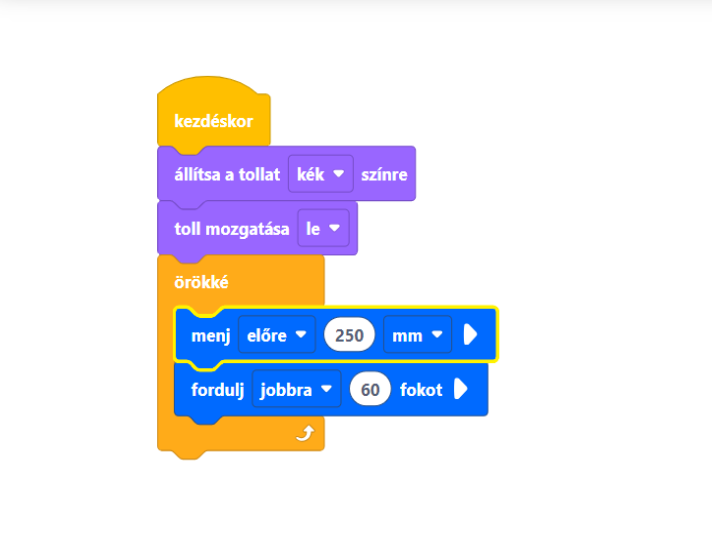 kezdéskor
állítsa a tollat kék színre
toll mozgatása le
örökké
menj előre 250 mm
fordulj jobbra 60 fokot